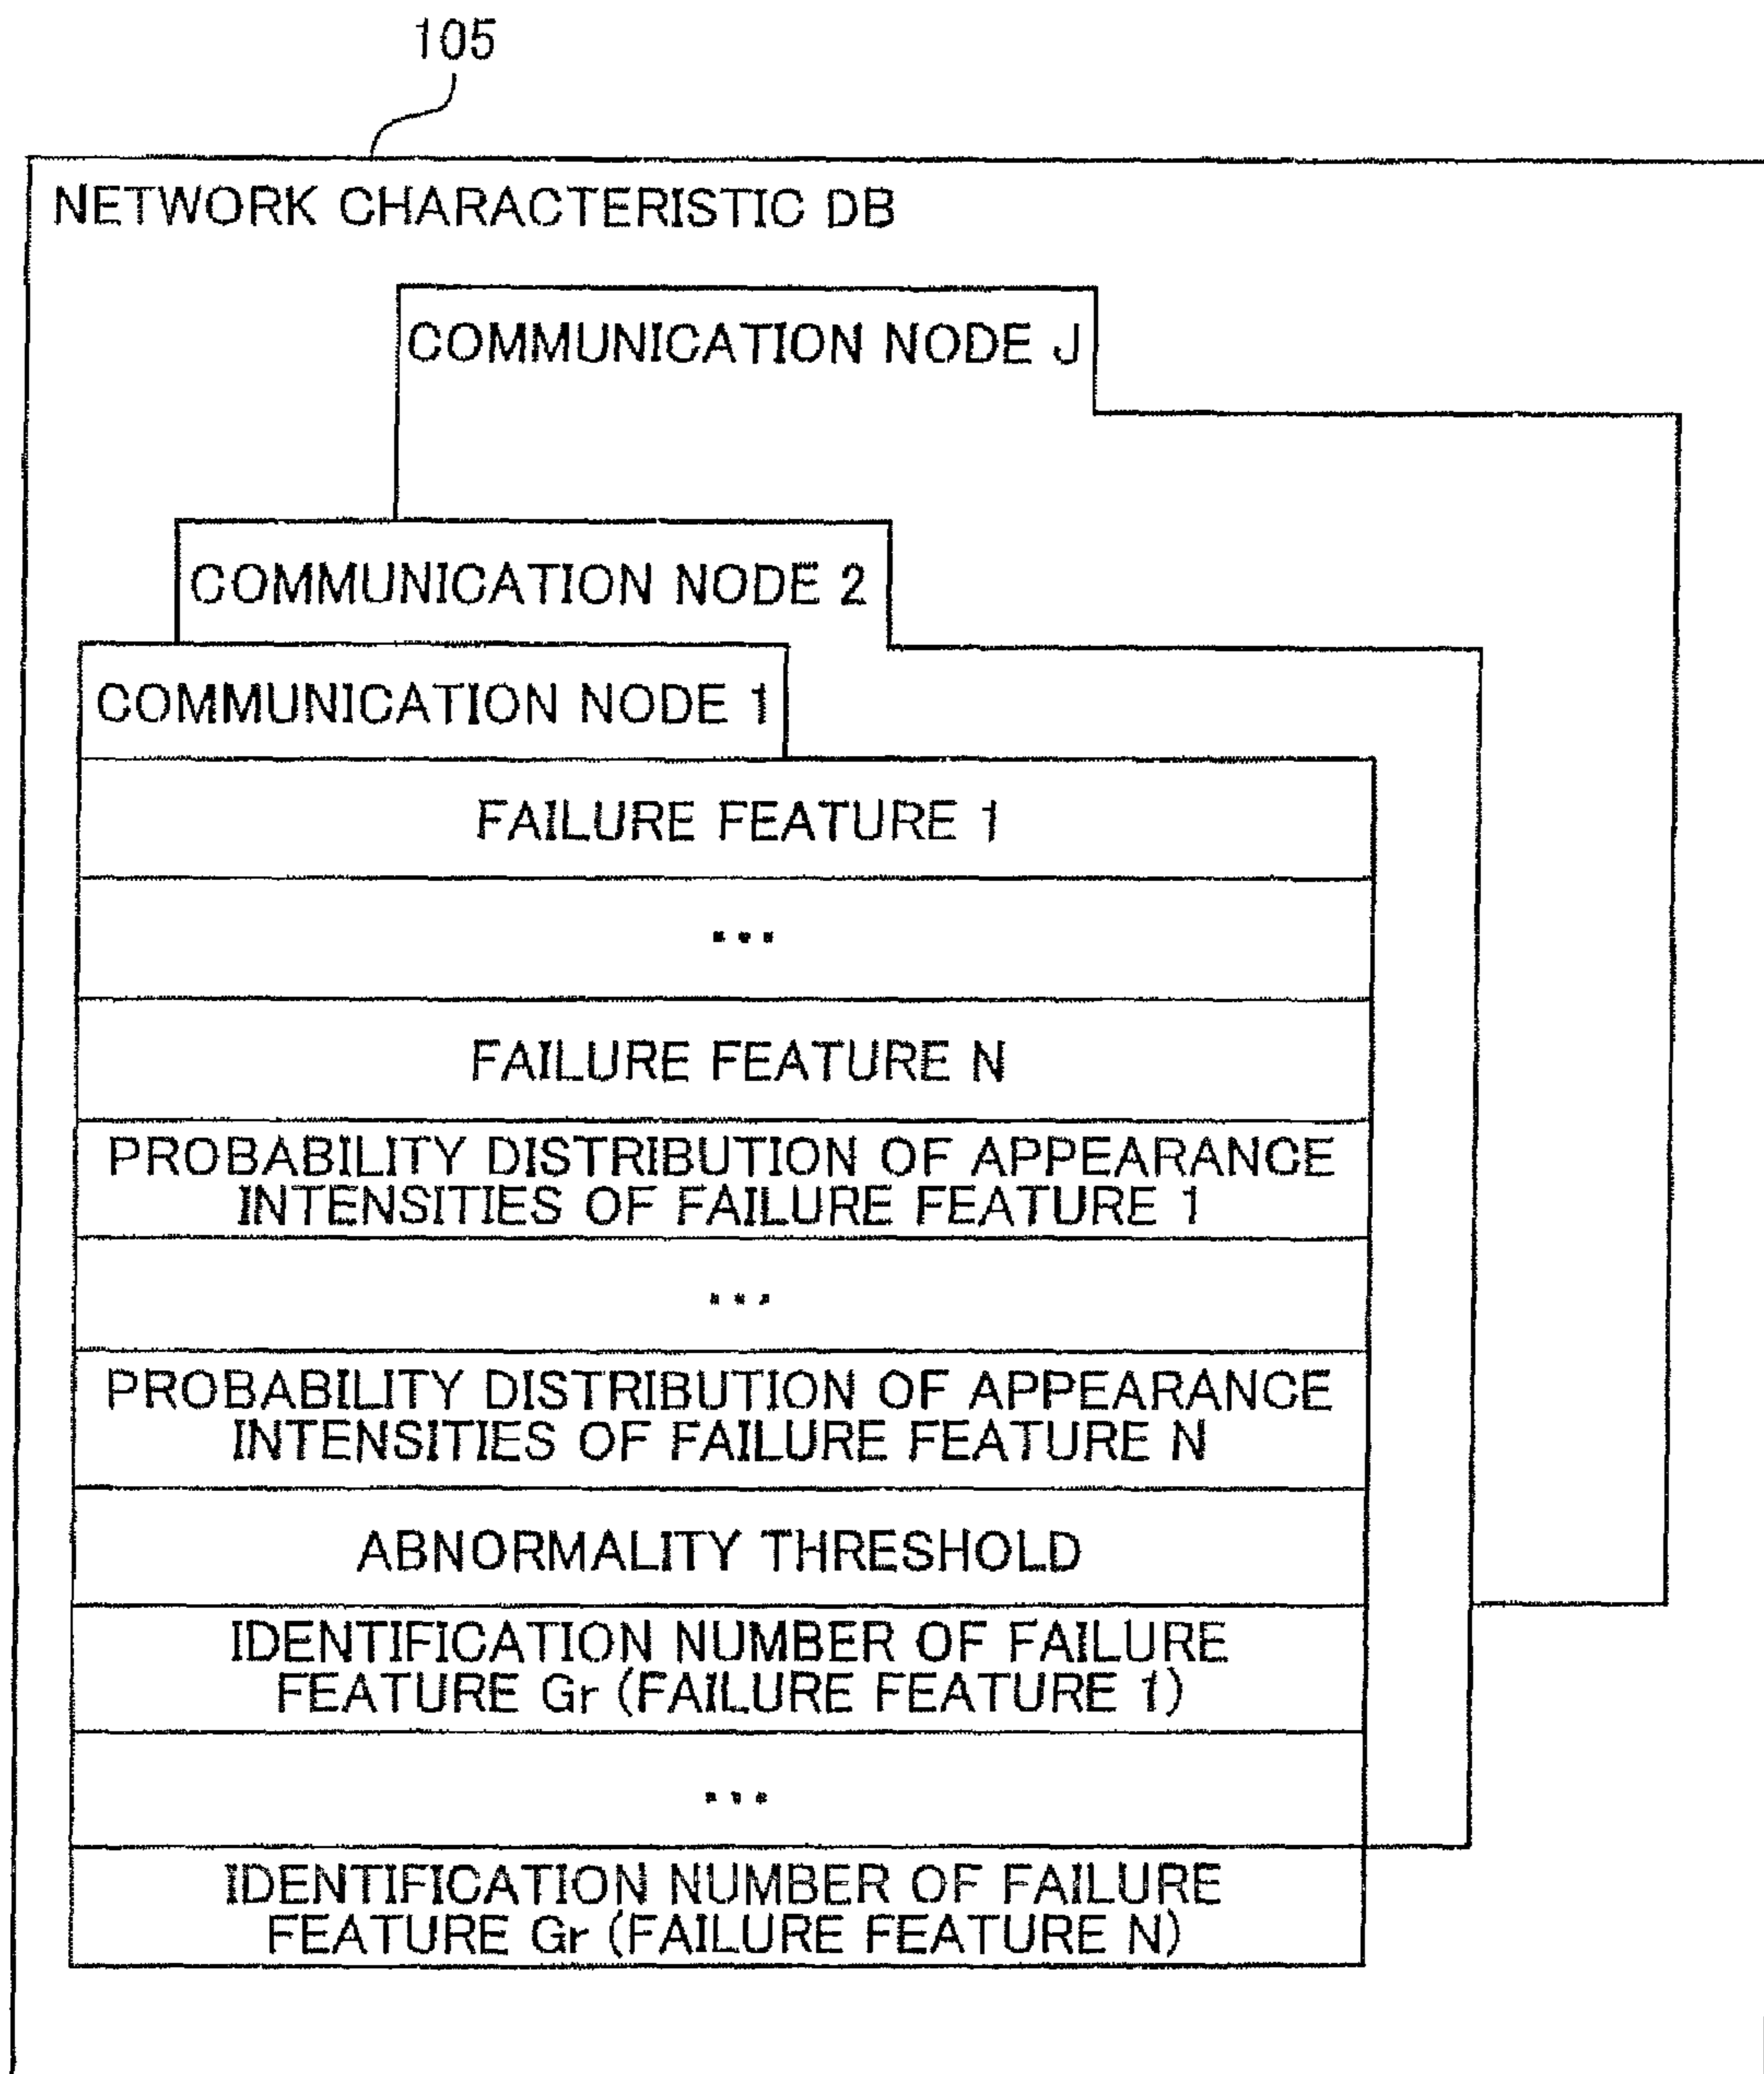 105
NETWORK CHARACTERISTIC DB
COMMUNICATION NODE J
COMMUNICATION NODE 2
COMMUNICATION NODE 1
FAILURE FEATURE 1
...
FAILURE FEATURE N
PROBABILITY DISTRIBUTION OF APPEARANCE
INTENSITIES OF FAILURE FEATURE 1
...
PROBABILITY DISTRIBUTION OF APPEARANCE
INTENSITIES OF FAILURE FEATURE N
ABNORMALITY THRESHOLD
IDENTIFICATION NUMBER OF FAILURE
FEATURE Gr (FAILURE FEATURE 1)
...
IDENTIFICATION NUMBER OF FAILURE
FEATURE Gr (FAILURE FEATURE N)